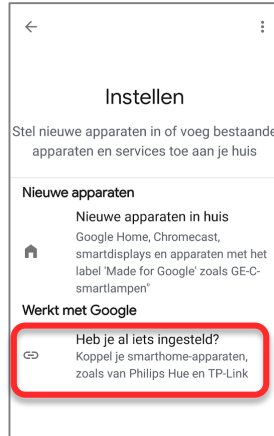 Instellen
Stel nieuwe apparaten in of voeg bestaande
apparaten en services toe aan je huis
Nieuwe apparaten
Nieuwe apparaten in huis
Google Home, Chromecast,
smartdisplays en apparaten met het
label 'Made for Google' zoals GE-C-
smartlampen"
Werkt met Google
Heb je al iets ingesteld?
Koppel je smarthome-apparaten,
zoals van Philips Hue en TP-Link